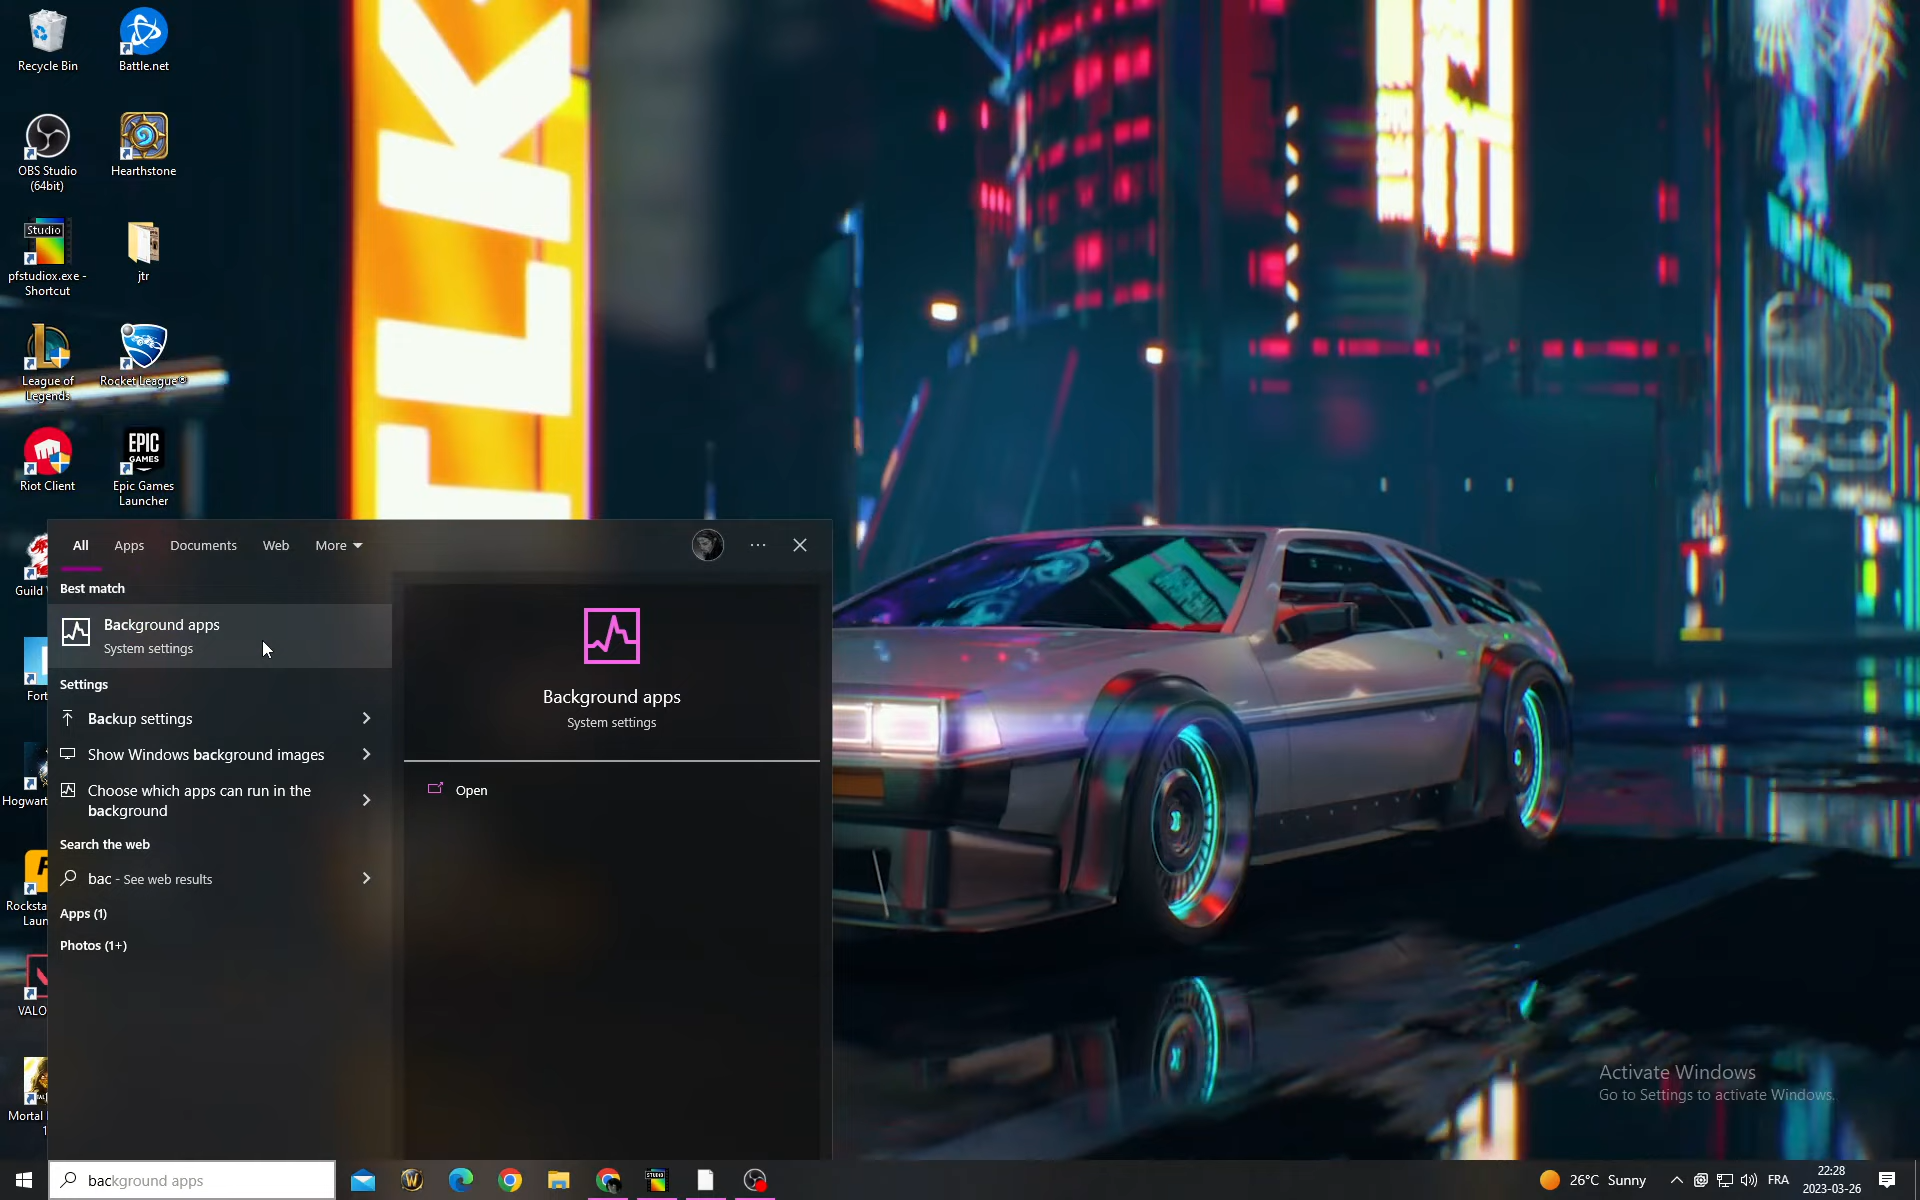 Recycle Bin
Battle.net
OBS Studio
(64bit)
Hearthstone
Studio
pfstudiox.exe -
Shortcut
jtr
League of
Legends
Rocket League®
Riot Client
EPIC
GAMES
Epic Games
Launcher
Guild
Fort
Hogwart
Rocksta
Laun
VALO
Mortal
1
All
Apps
Documents
Web
More
Best match
Background apps
System settings
Settings
Backup settings
Show Windows background images
Choose which apps can run in the
background
Search the web
bac - See web results
Apps (1)
Photos (1+)
Background apps
System settings
Open
Activate Windows
Go to Settings to activate Windows.
background apps
STUDIO
26°C Sunny
FRA
22:28
2023-03-26